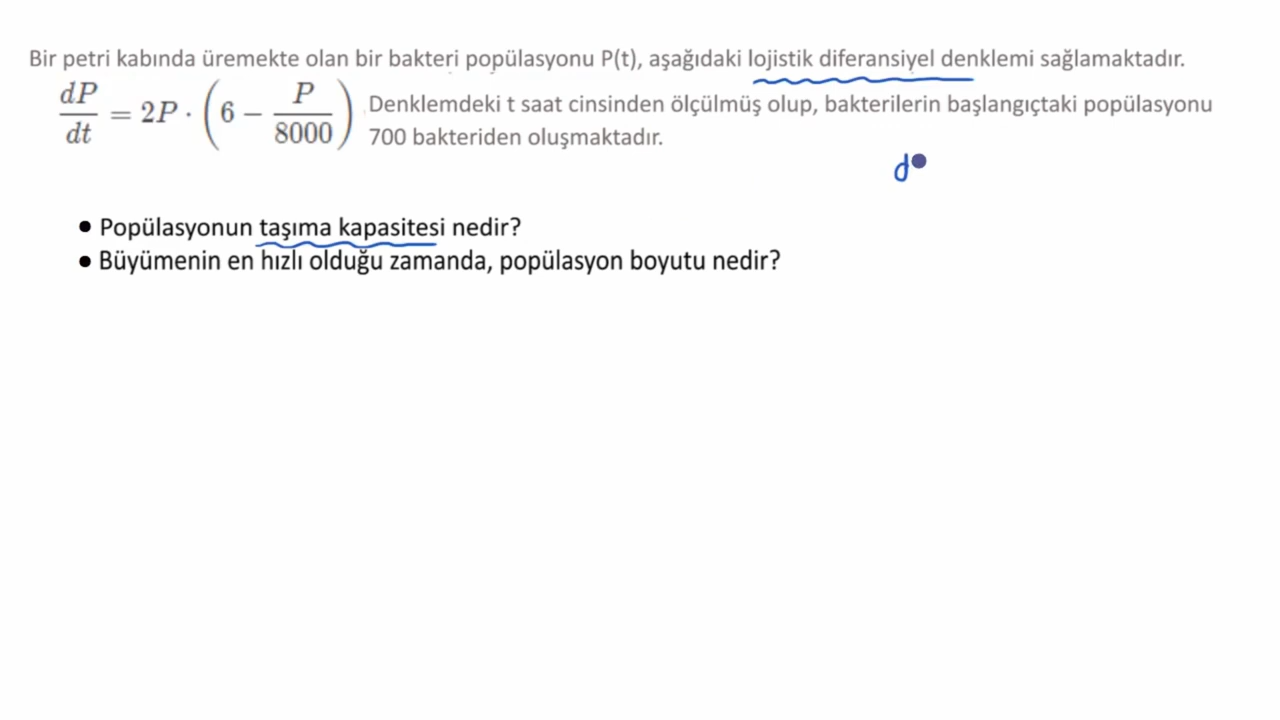 Bir petri kabında üremekte olan bir bakteri popülasyonu P(t), aşağıdaki lojistik diferansiyel denklemi sağlamaktadır.
dP/dt = 2P · (6 − P/8000) Denklemdeki t saat cinsinden ölçülmüş olup, bakterilerin başlangıçtaki popülasyonu
700 bakteriden oluşmaktadır.
d
● Popülasyonun taşıma kapasitesi nedir?
● Büyümenin en hızlı olduğu zamanda, popülasyon boyutu nedir?